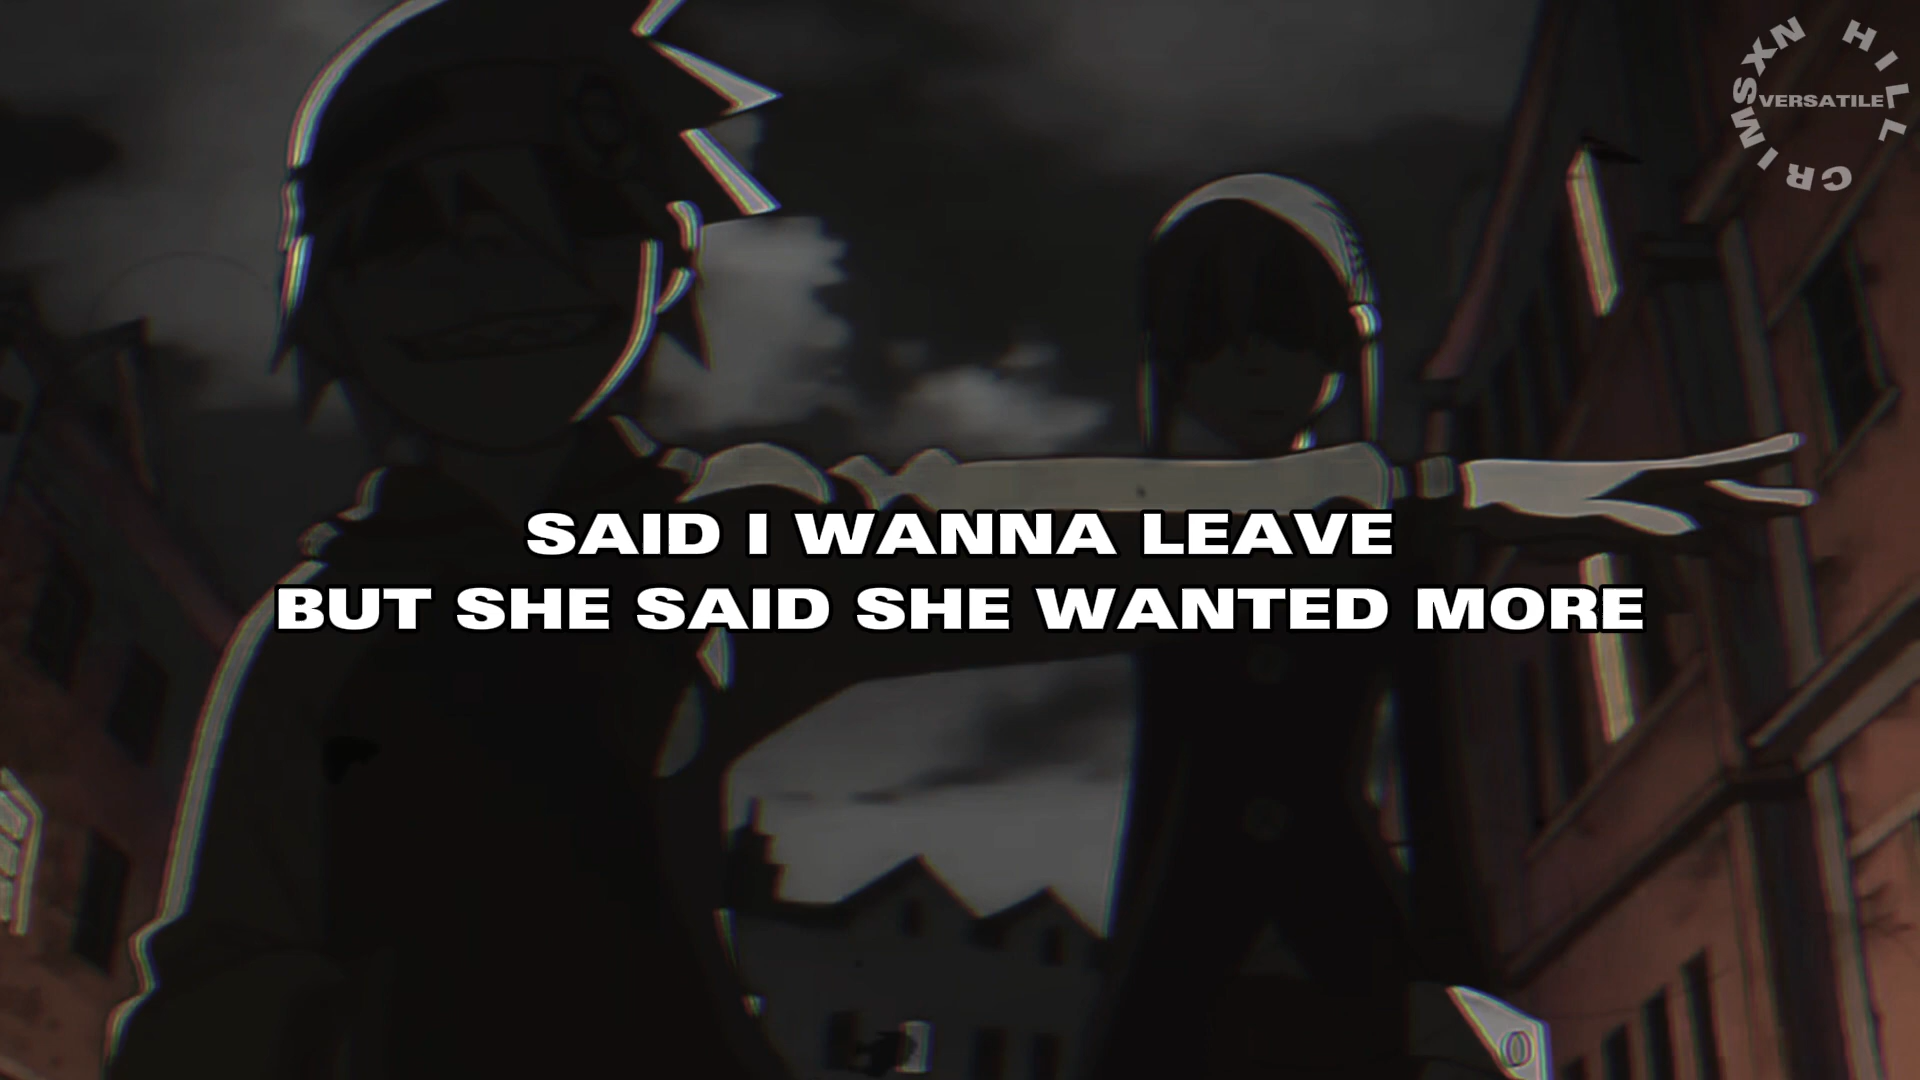 CRIMSXN HILL
VERSATILE
SAID I WANNA LEAVE
BUT SHE SAID SHE WANTED MORE